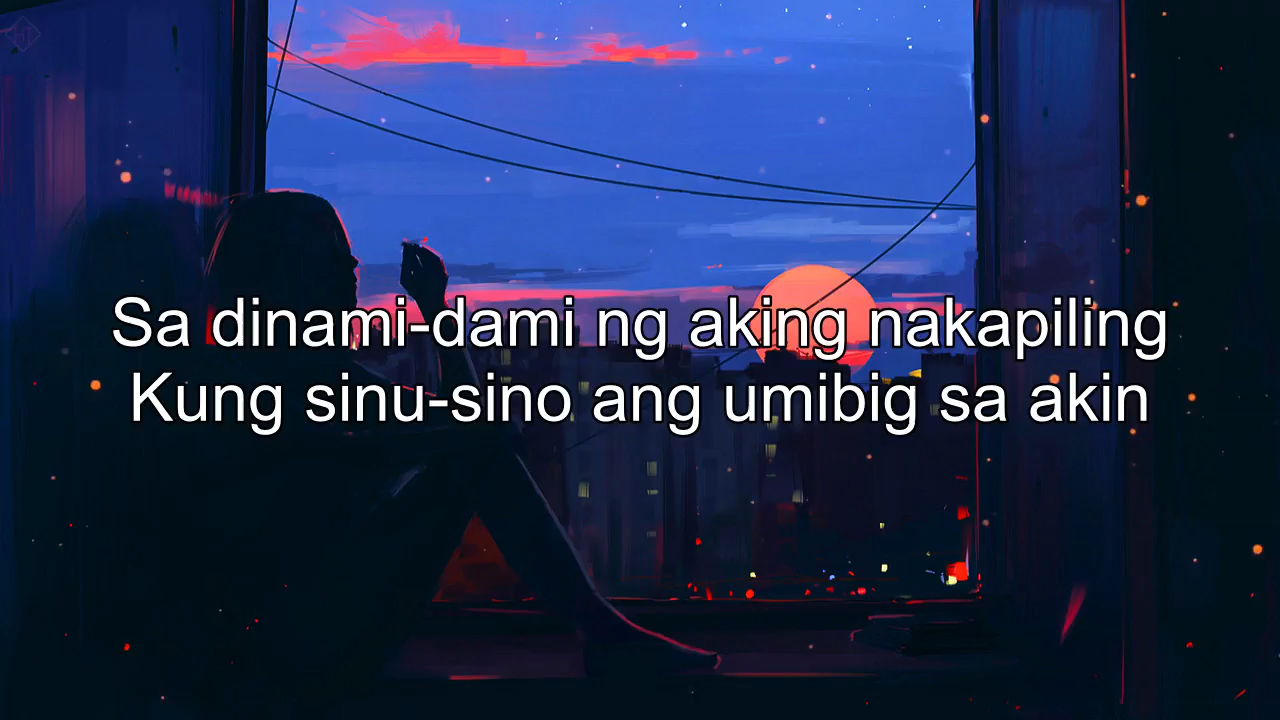 Sa dinami-dami ng aking nakapiling
Kung sinu-sino ang umibig sa akin